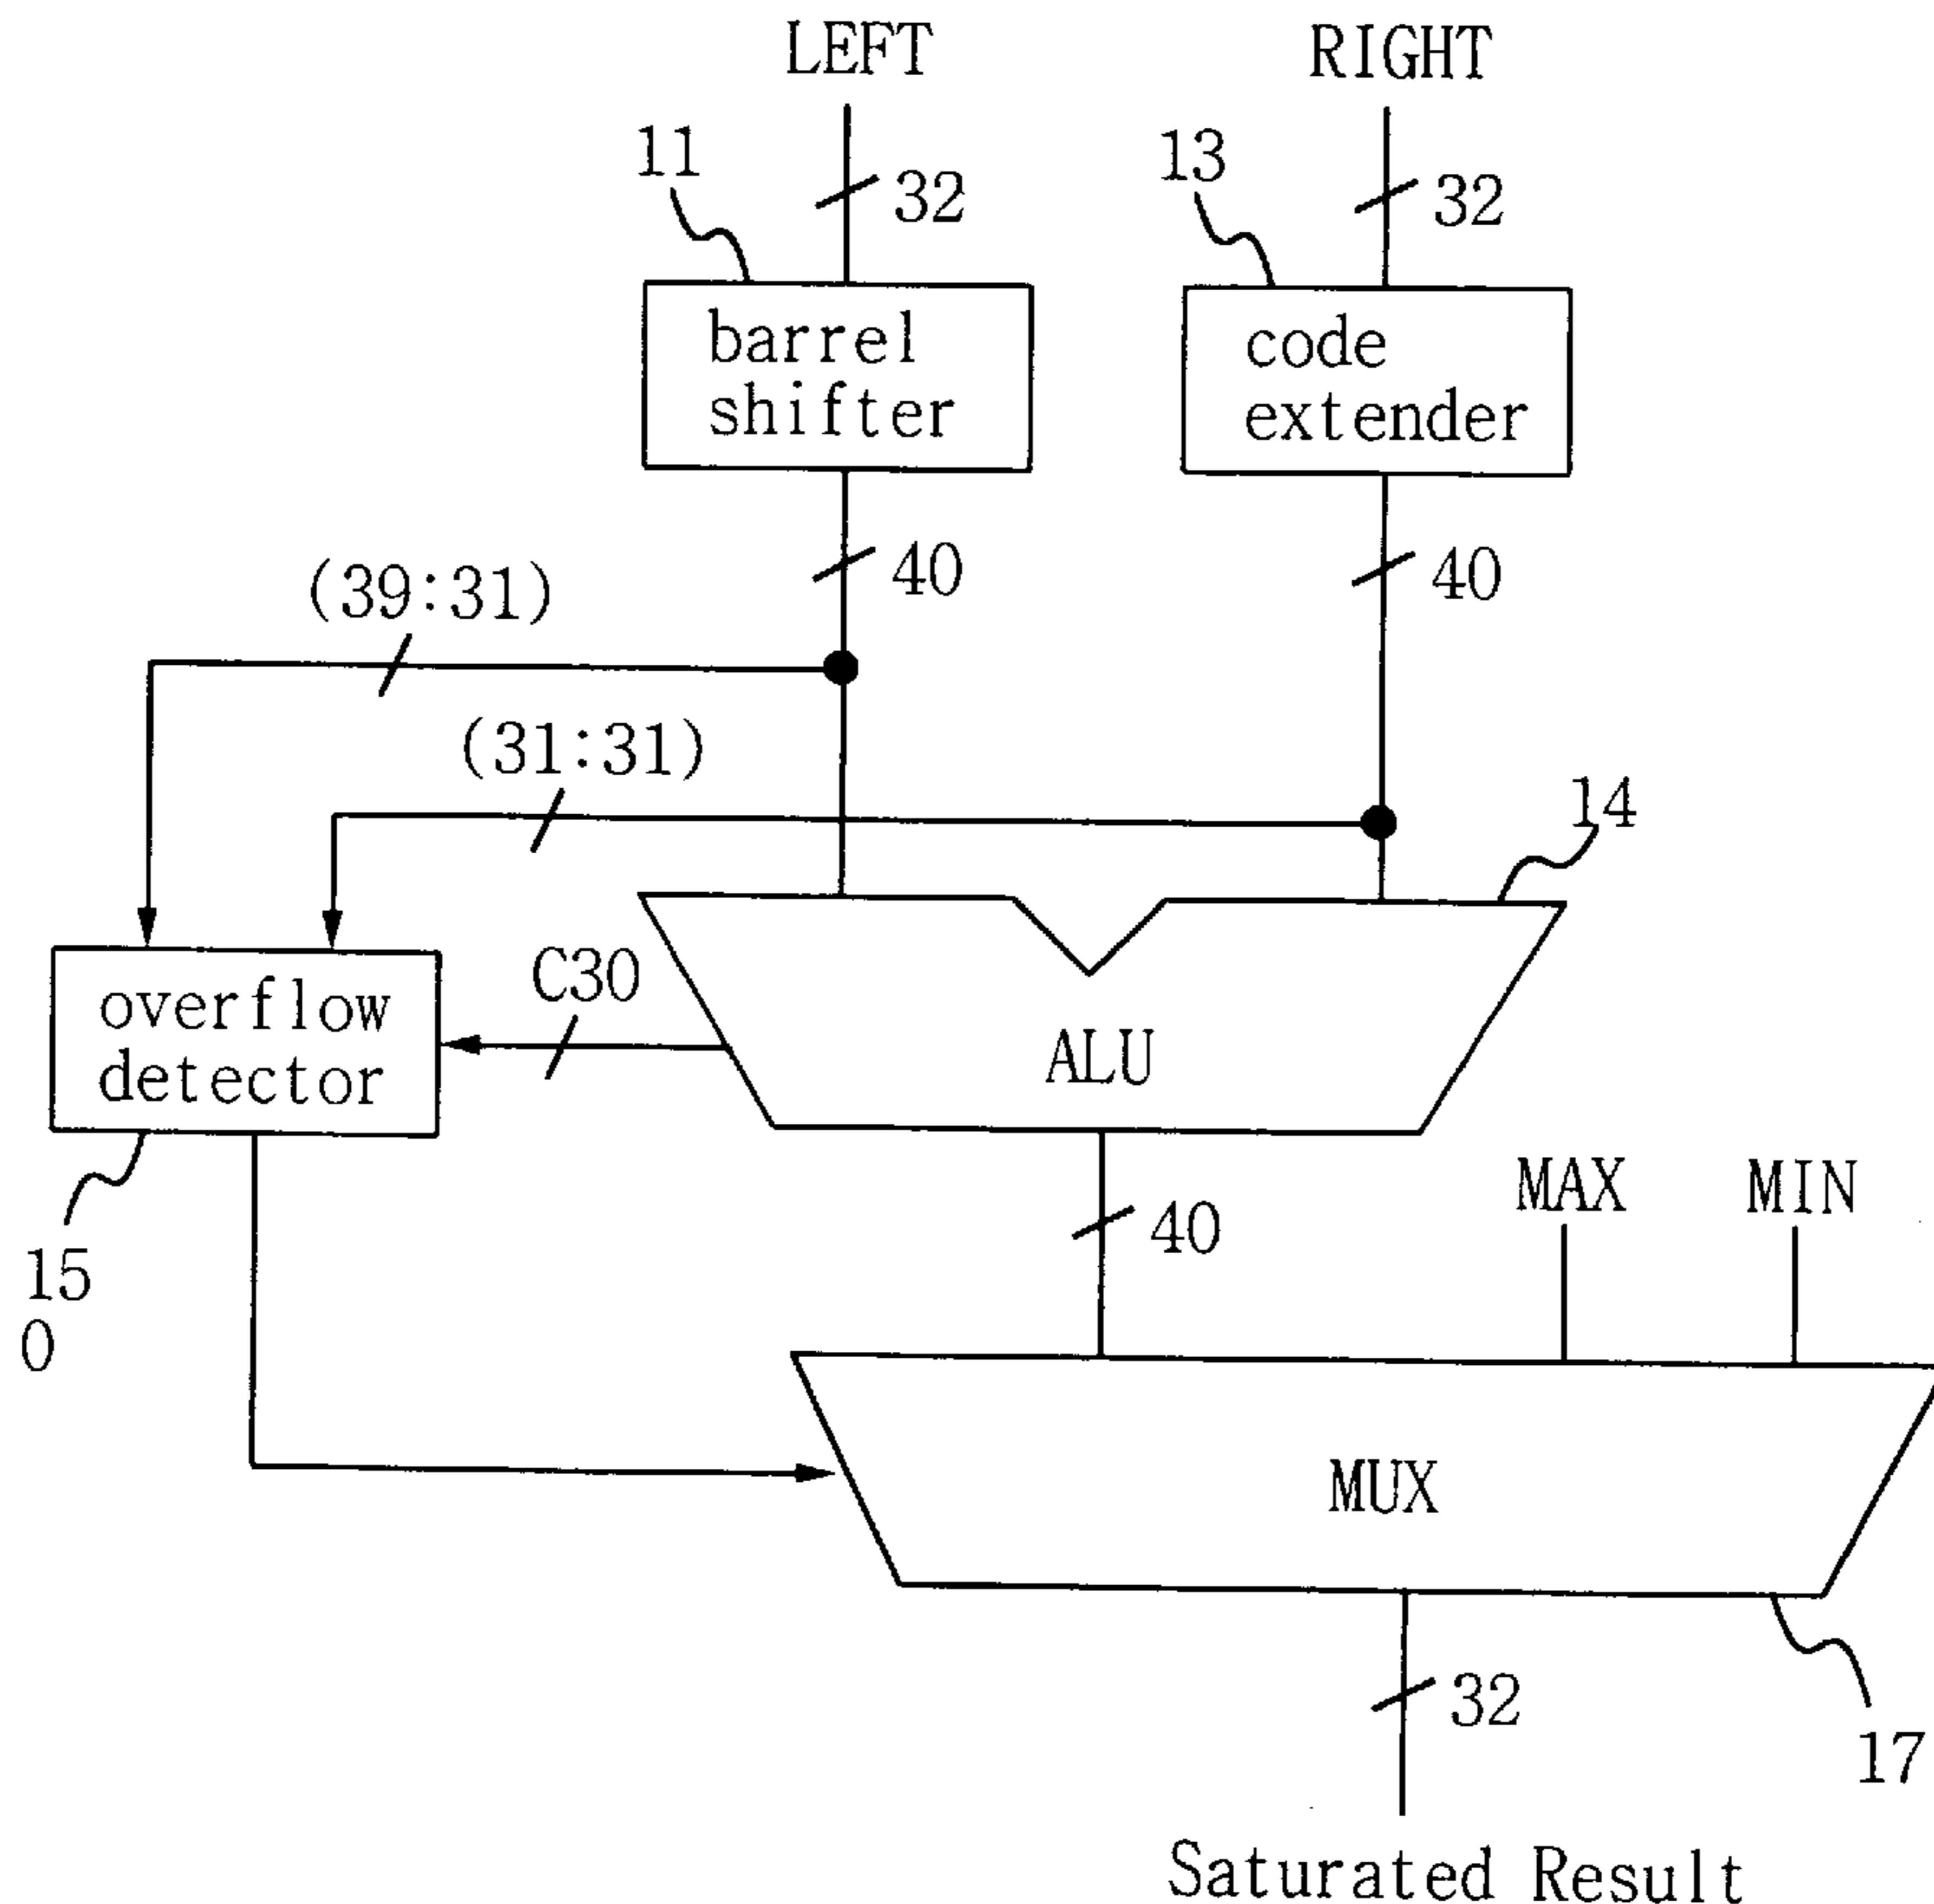 LEFT
RIGHT
11
13
32
32
barrel
shifter
code
extender
40
40
(39:31)
(31:31)
14
C30
overflow
detector
ALU
MAX
MIN
40
15
0
MUX
32
17
Saturated Result